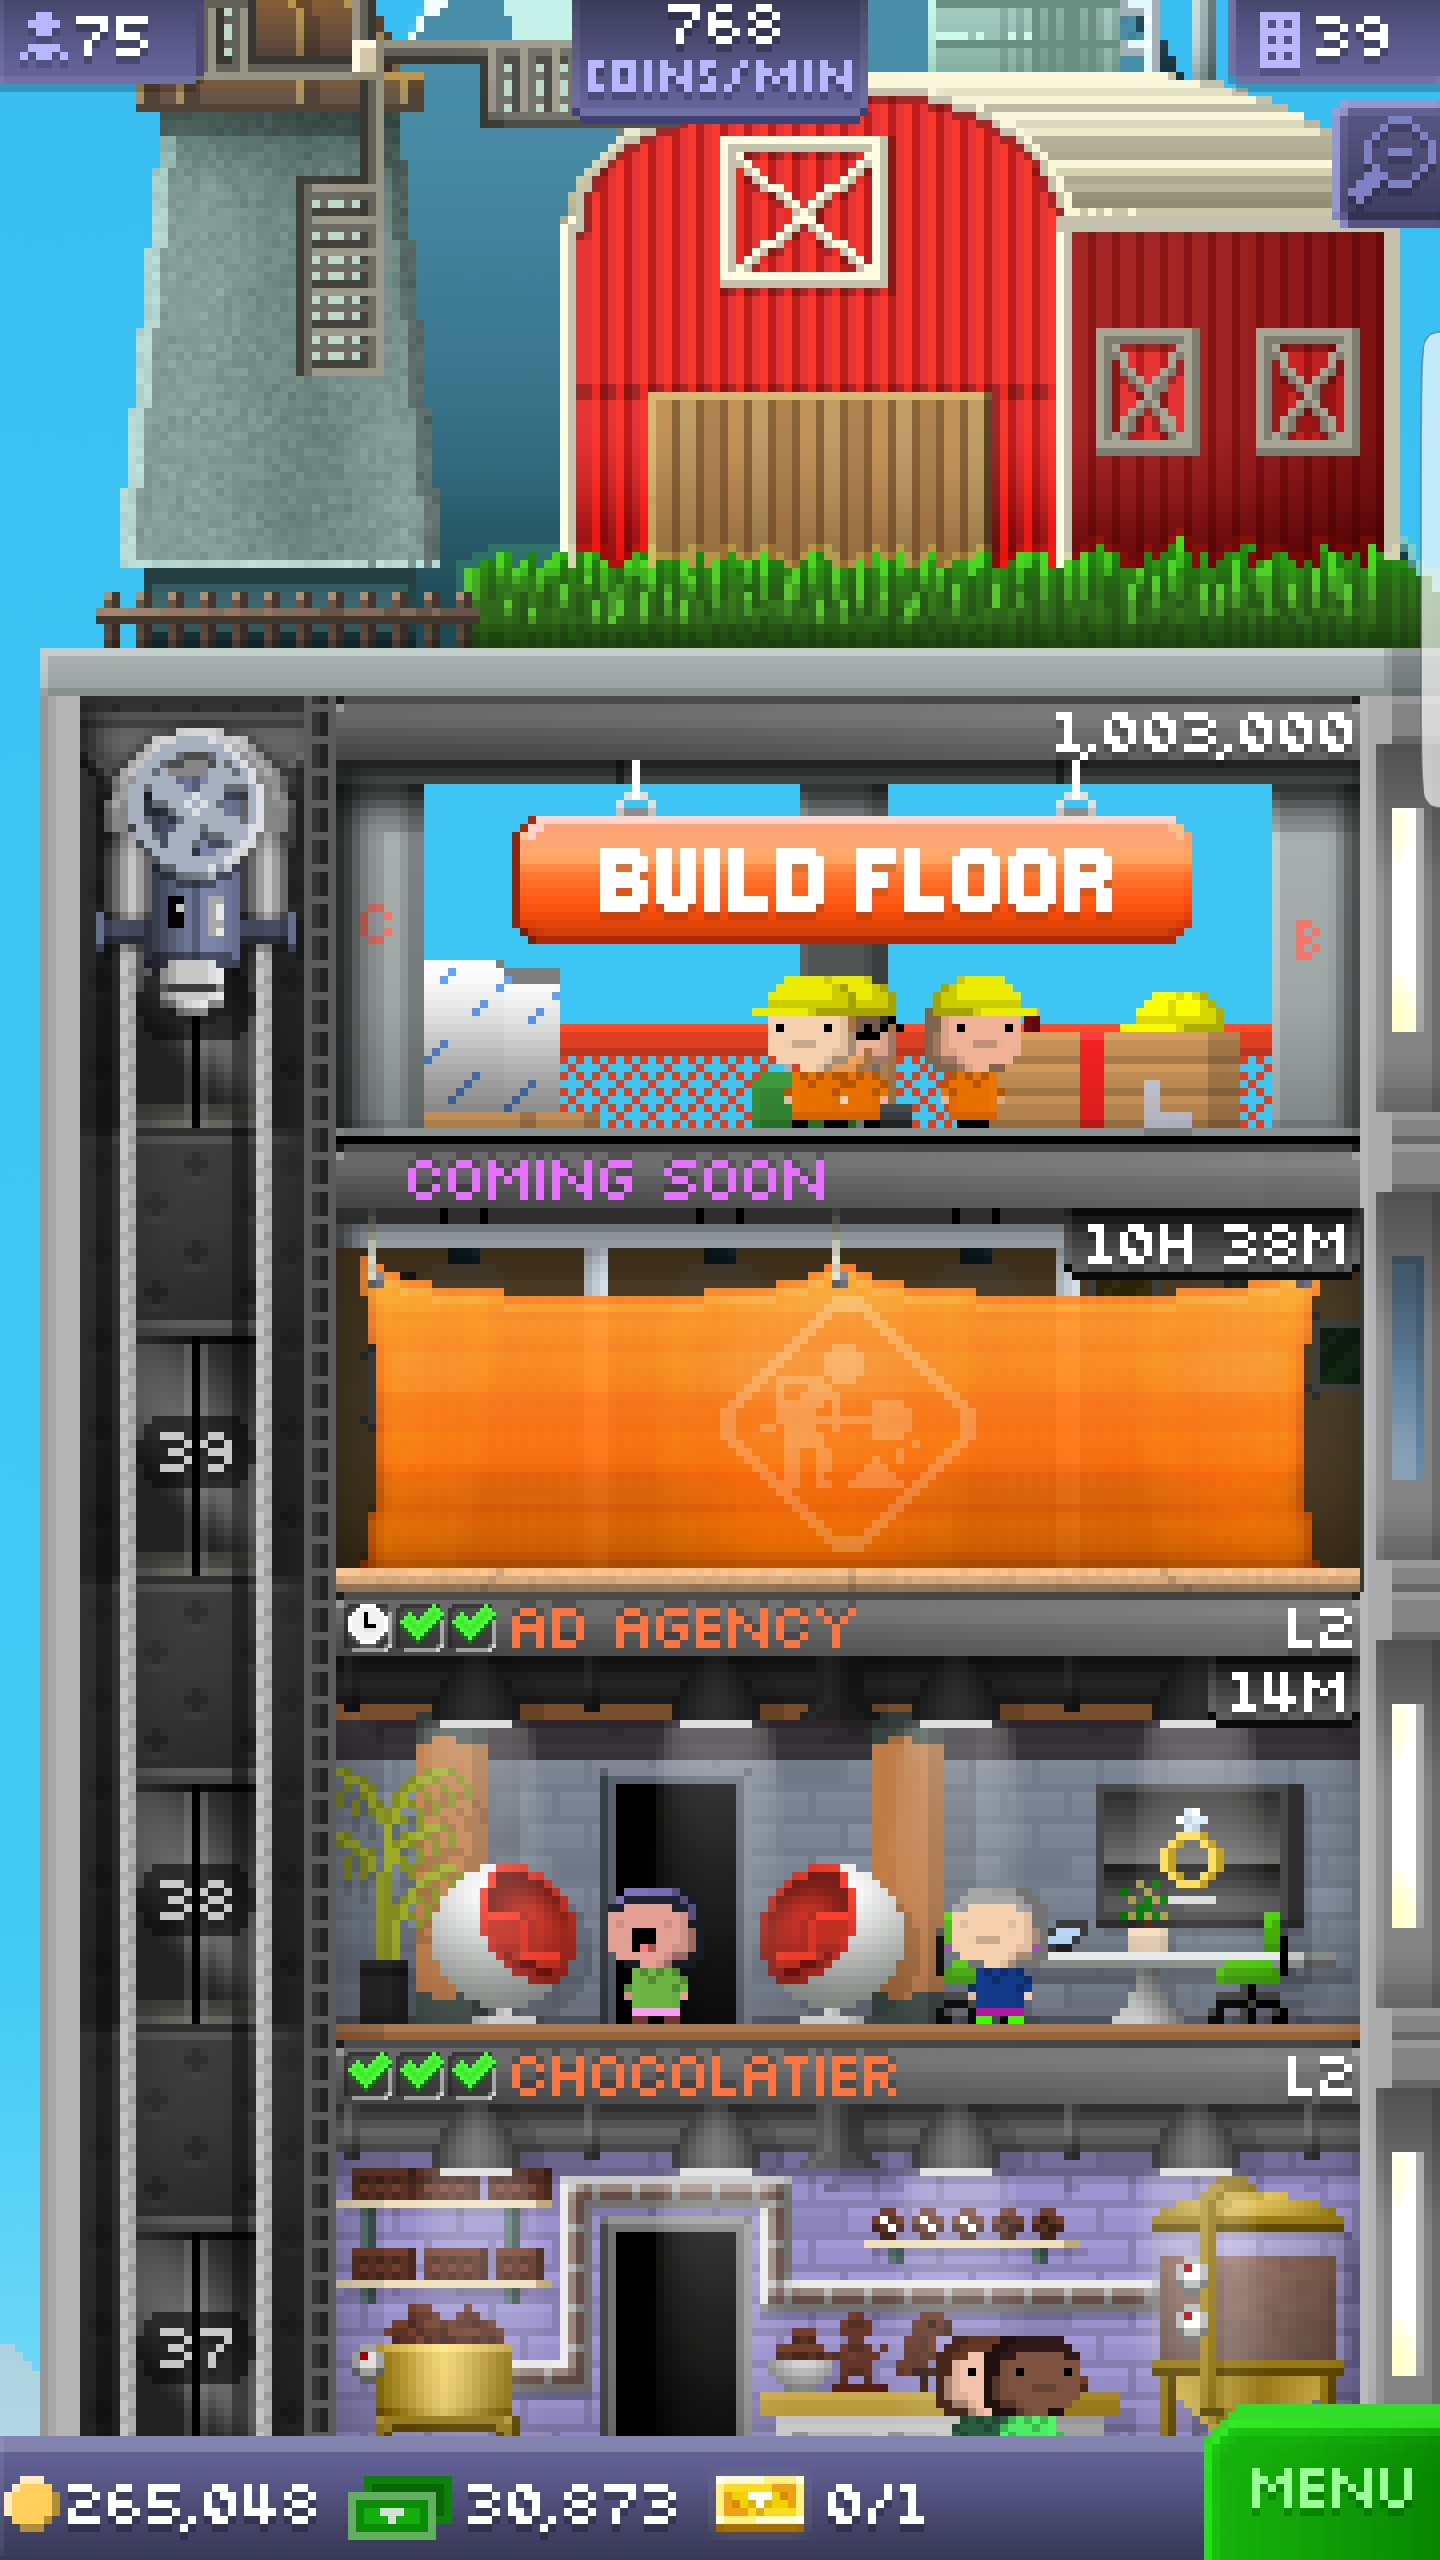 75
768
COINS/MIN
39
1,003,000
BUILD FLOOR
C
B
COMING SOON
10H 38M
39
AD AGENCY L2
14M
38
CHOCOLATIER L2
37
265,048 30,873 0/1
MENU